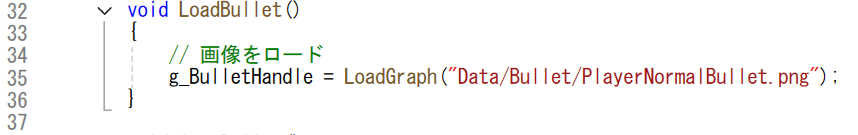 32 void LoadBullet()
33 {
34 // 画像をロード
35 g_BulletHandle = LoadGraph("Data/Bullet/PlayerNormalBullet.png");
36 }
37